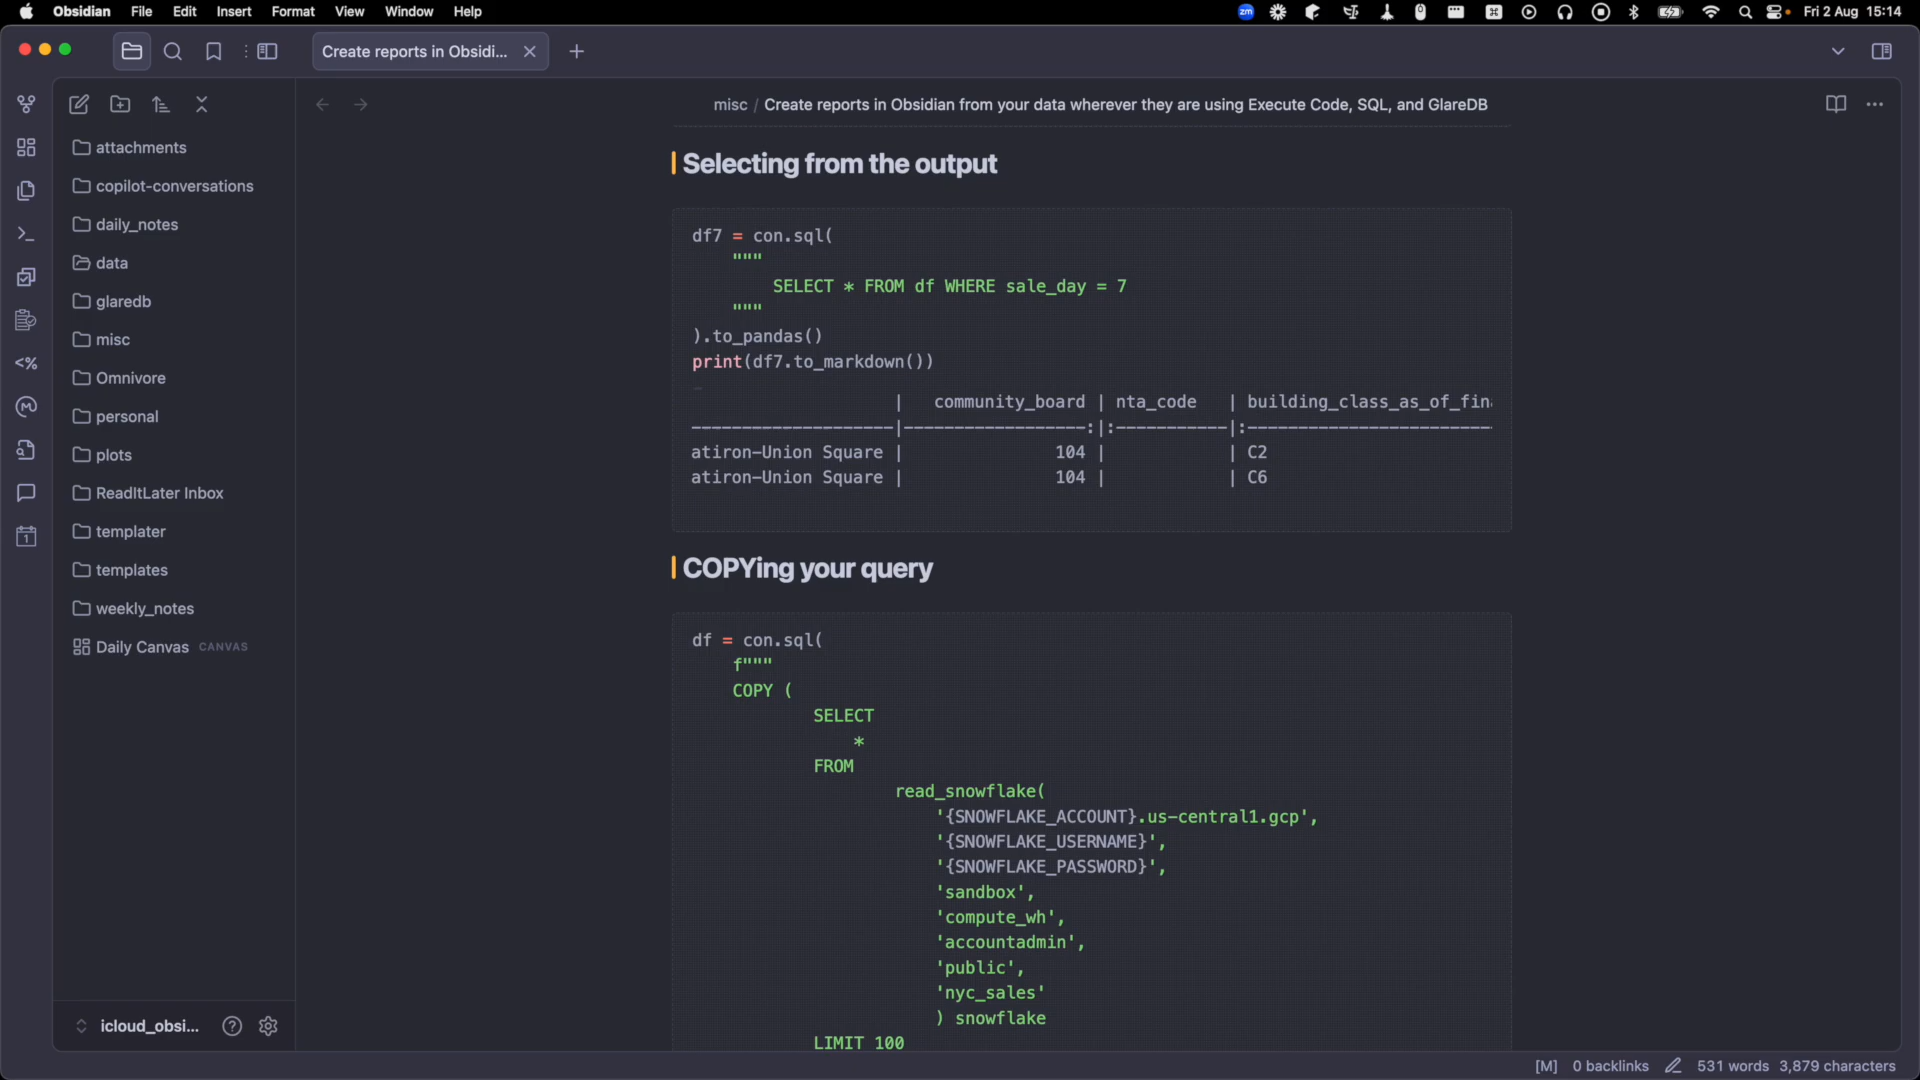 Obsidian File Edit Insert Format View Window Help
zm
Fri 2 Aug 15:14
Create reports in Obsidi...
misc / Create reports in Obsidian from your data wherever they are using Execute Code, SQL, and GlareDB
attachments
copilot-conversations
daily_notes
data
glaredb
misc
Omnivore
personal
plots
ReadItLater Inbox
templater
templates
weekly_notes
Daily Canvas CANVAS
icloud_obsi...
<%
1
Selecting from the output
df7 = con.sql(
"""
SELECT * FROM df WHERE sale_day = 7
"""
).to_pandas()
print(df7.to_markdown())
| community_board | nta_code | building_class_as_of_fin
--------------------|------------------:|:-----------|:-------------------------
atiron-Union Square | 104 | | C2
atiron-Union Square | 104 | | C6
COPYing your query
df = con.sql(
f"""
COPY (
SELECT
*
FROM
read_snowflake(
'{SNOWFLAKE_ACCOUNT}.us-central1.gcp',
'{SNOWFLAKE_USERNAME}',
'{SNOWFLAKE_PASSWORD}',
'sandbox',
'compute_wh',
'accountadmin',
'public',
'nyc_sales'
) snowflake
LIMIT 100
[M] 0 backlinks 531 words 3,879 characters